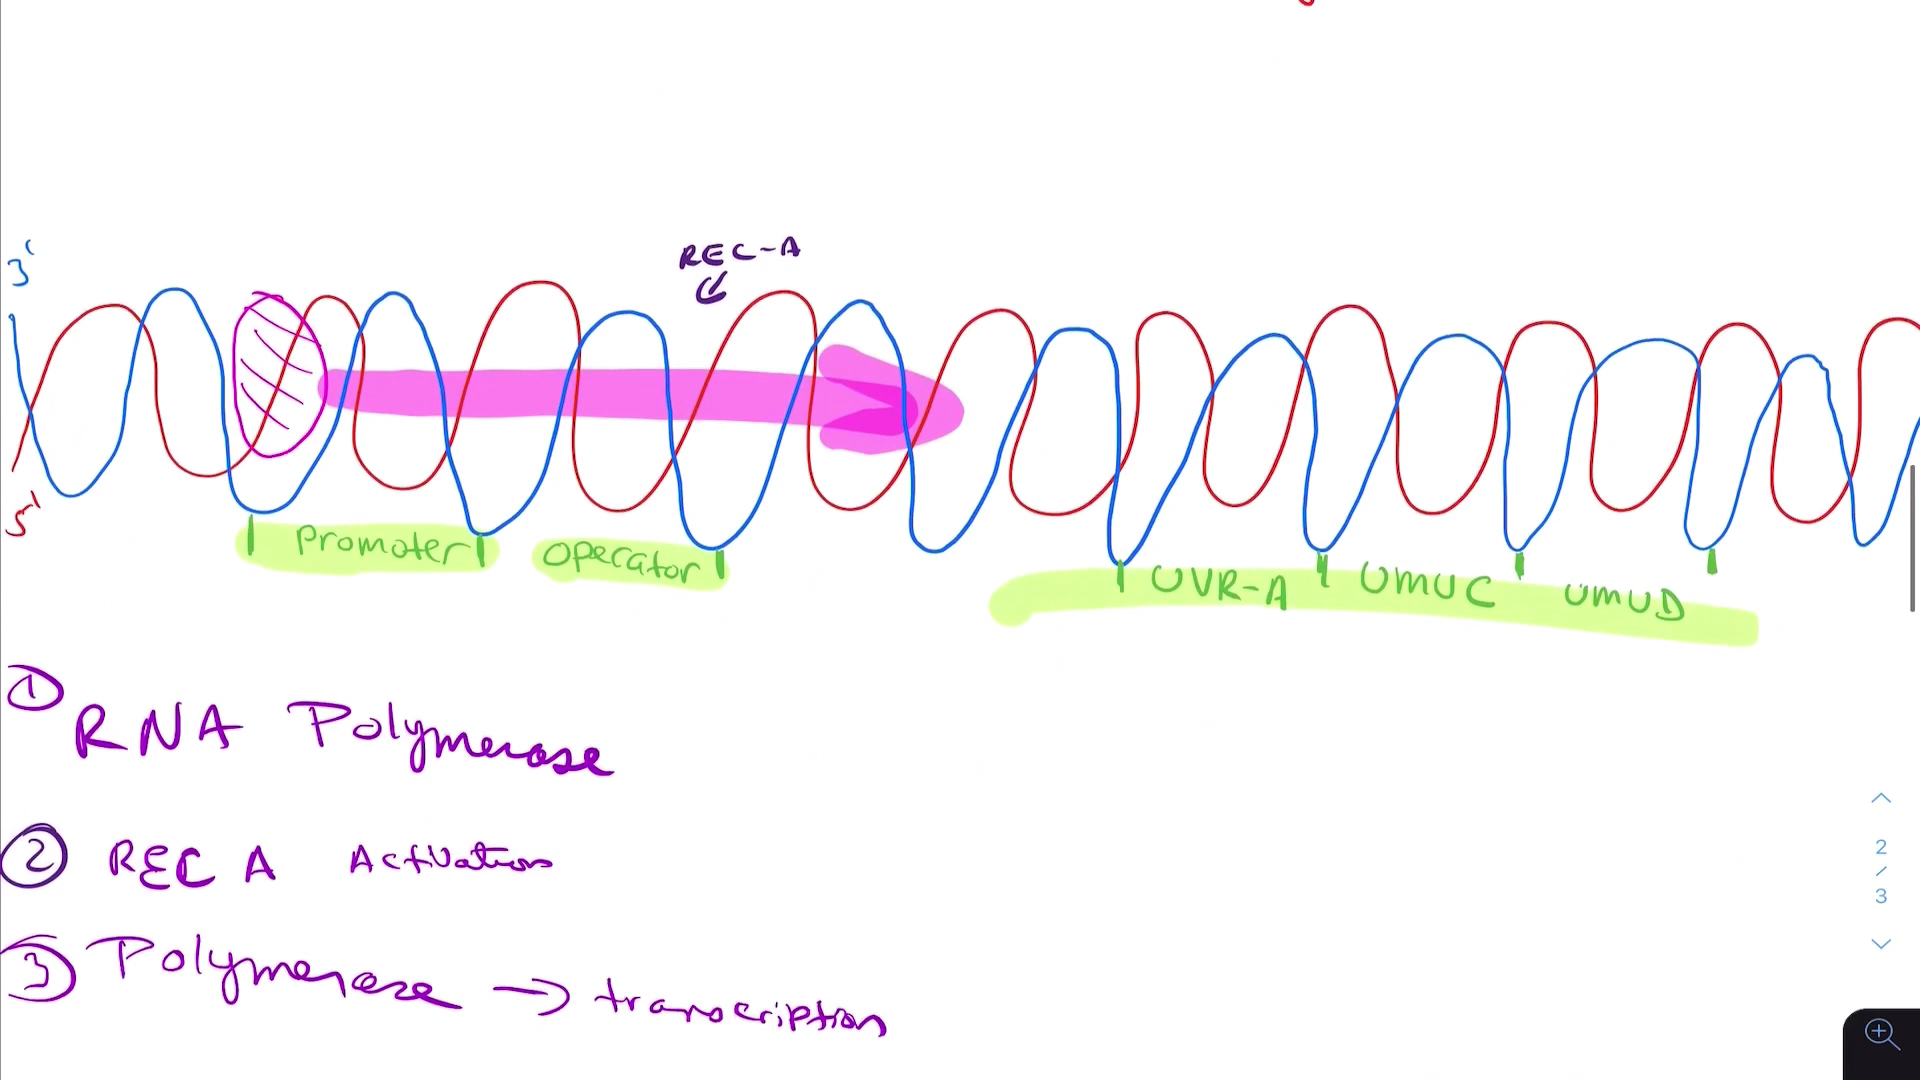 REC-A
3'
5'
Promoter
Operator
UVR-A
UMUC
UMUD
1
RNA Polymerase
2 REC A Activation
3 Polymerase → transcription
2
/
3